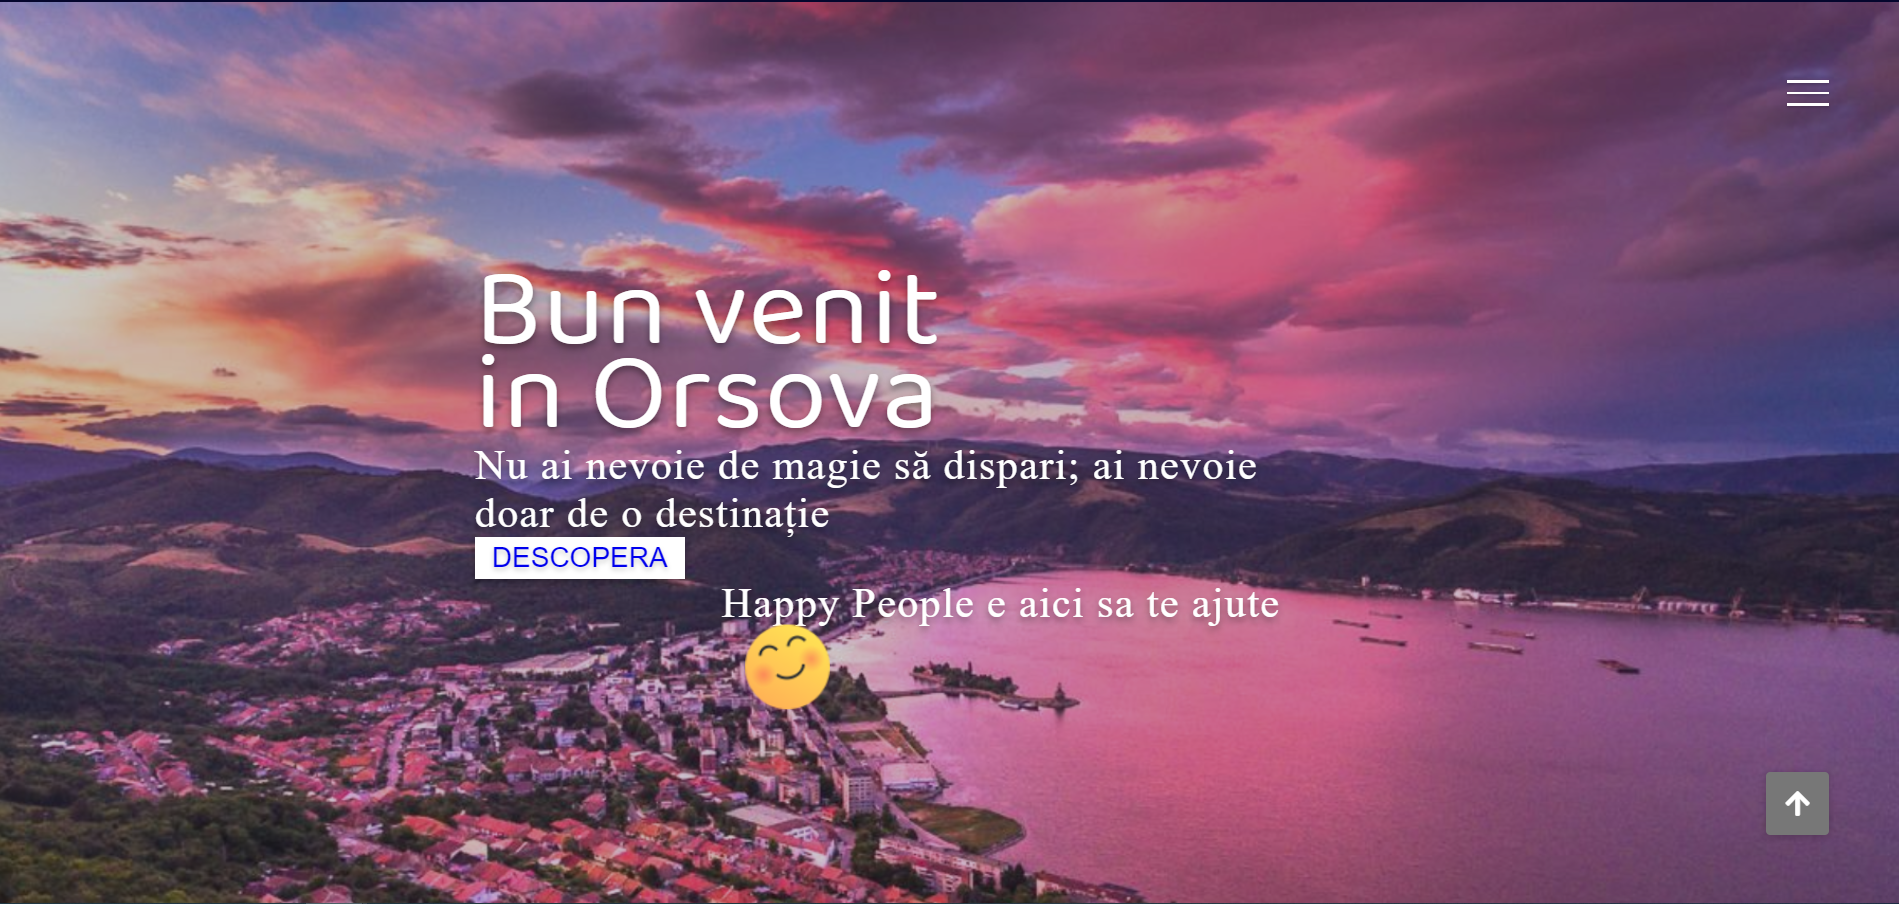 Bun venit
in Orsova
Nu ai nevoie de magie să dispari; ai nevoie
doar de o destinație
DESCOPERA
Happy People e aici sa te ajute